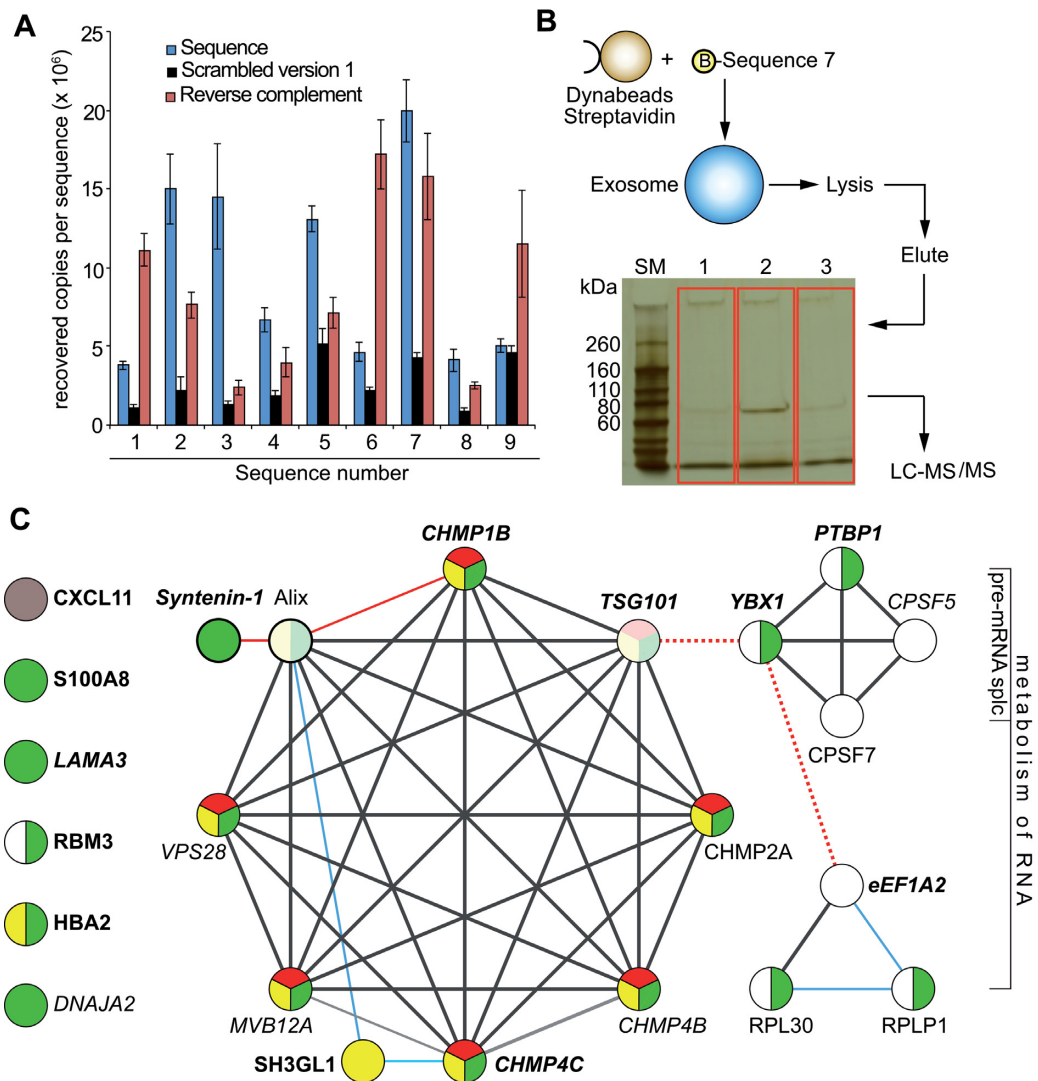 A
recovered copies per sequence (x 10⁶)
25
20
15
10
5
0
Sequence
Scrambled version 1
Reverse complement
1 2 3 4 5 6 7 8 9
Sequence number
B
+ B-Sequence 7
Dynabeads
Streptavidin
Exosome
Lysis
Elute
SM 1 2 3
kDa
260
160
110
80
60
LC-MS/MS
C
CXCL11
S100A8
LAMA3
RBM3
HBA2
DNAJA2
CHMP1B
Syntenin-1 Alix
TSG101
YBX1
PTBP1
CPSF5
CPSF7
VPS28
CHMP2A
eEF1A2
MVB12A
CHMP4B
RPL30
RPLP1
SH3GL1
CHMP4C
pre-mRNA splc
metabolism of RNA